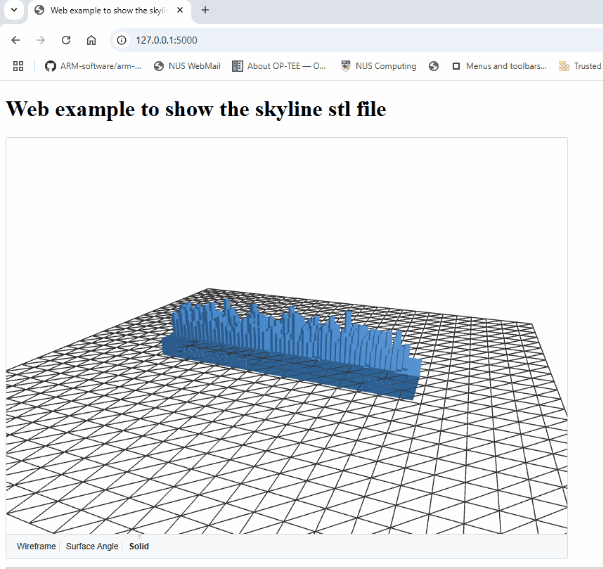 Web example to show the skylin
127.0.0.1:5000
ARM-software/arm-... NUS WebMail About OP-TEE — O... NUS Computing Menus and toolbars... Trusted
Web example to show the skyline stl file
Wireframe Surface Angle Solid